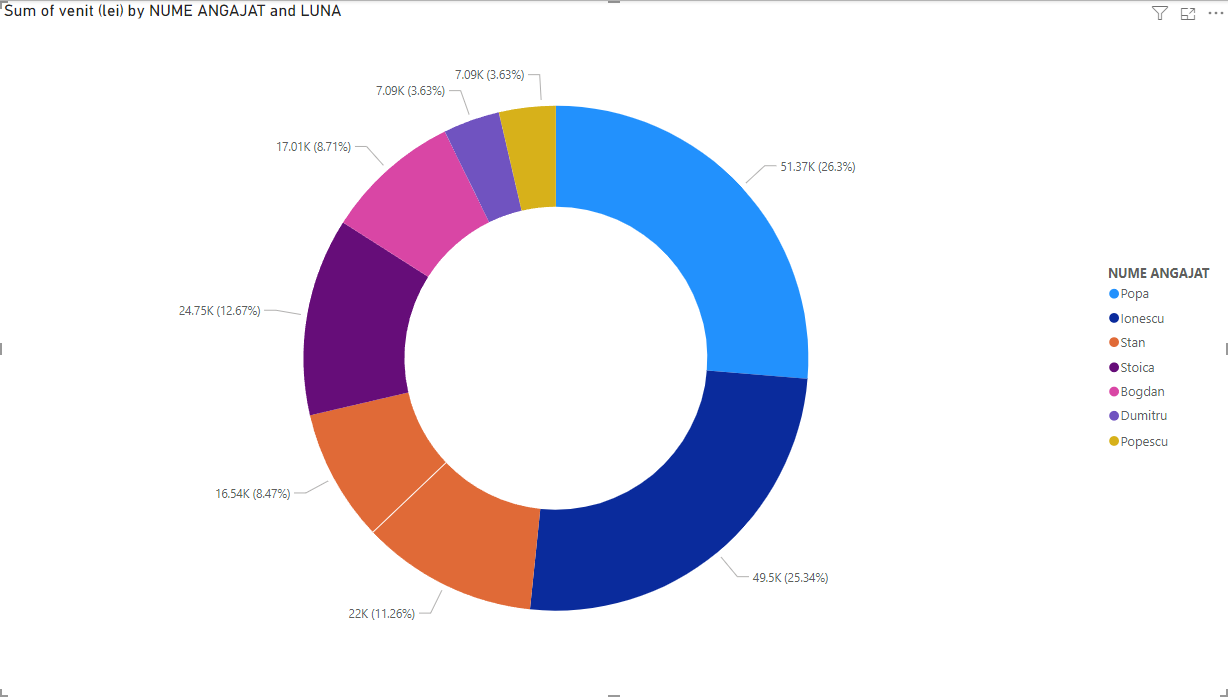 Sum of venit (lei) by NUME ANGAJAT and LUNA
7.09K (3.63%)
7.09K (3.63%)
17.01K (8.71%)
51.37K (26.3%)
24.75K (12.67%)
16.54K (8.47%)
49.5K (25.34%)
22K (11.26%)
NUME ANGAJAT
Popa
Ionescu
Stan
Stoica
Bogdan
Dumitru
Popescu